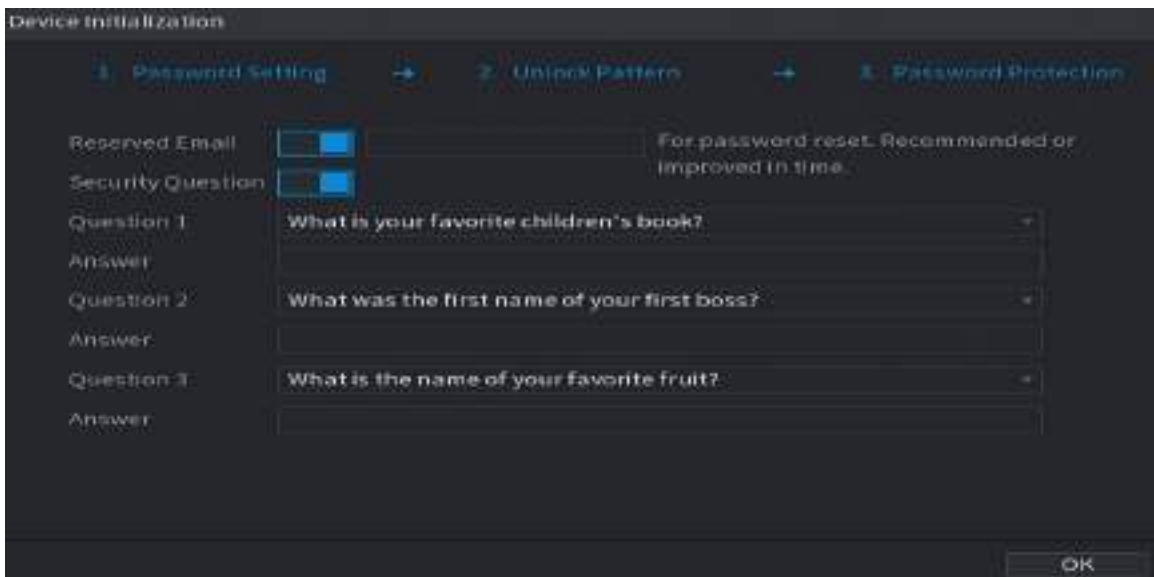 Device Initialization
1. Password Setting → 2. Unlock Pattern → 3. Password Protection
Reserved Email
For password reset. Recommended or
improved in time.
Security Question
Question 1 What is your favorite children's book?
Answer
Question 2 What was the first name of your first boss?
Answer
Question 3 What is the name of your favorite fruit?
Answer
OK